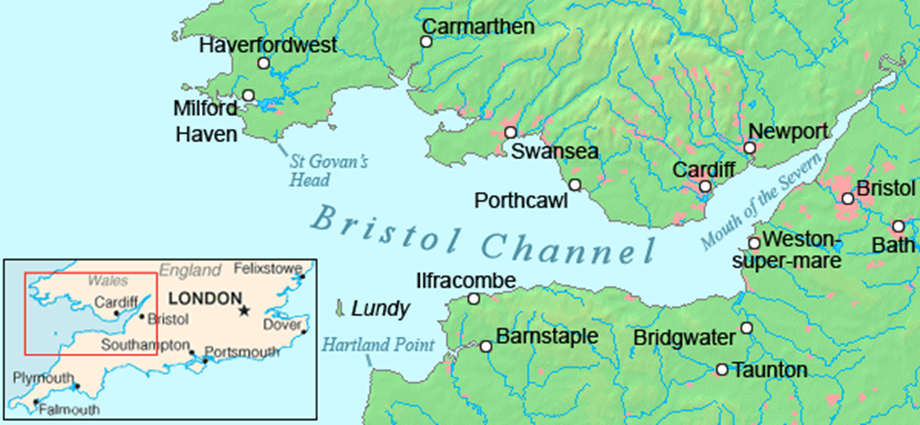 Carmarthen
Haverfordwest
Milford
Haven
St Govan's
Head
Swansea
Newport
Cardiff
Porthcawl
Mouth of the Severn
Bristol
Bath
Bristol Channel
Weston-
super-mare
Ilfracombe
Lundy
Hartland Point
Barnstaple
Bridgwater
Taunton
Wales
England
Felixstowe
Cardiff
LONDON
Bristol
Dover
Southampton
Portsmouth
Plymouth
Falmouth